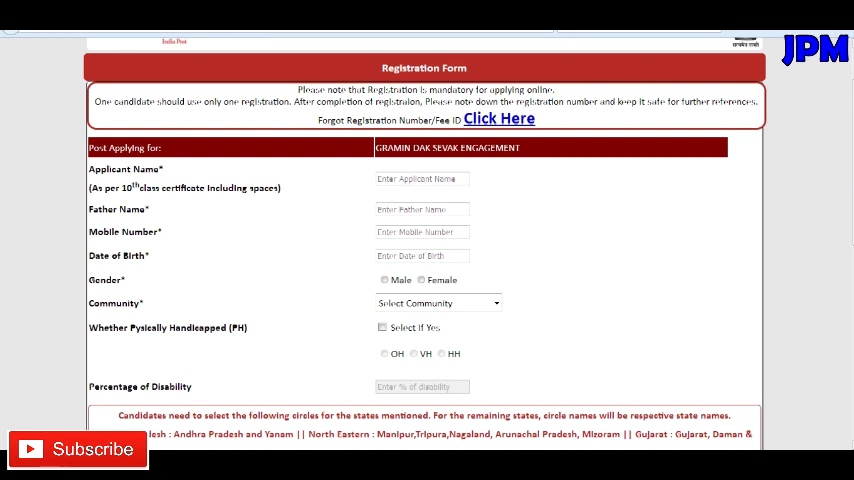 India Post
सत्यमेव जयते
JPM
Registration Form
Please note that Registration is mandatory for applying online.
One candidate should use only one registration. After completion of registraion, Please note down the registration number and keep it safe for further references.
Forgot Registration Number/Fee ID Click Here
Post Applying for: GRAMIN DAK SEVAK ENGAGEMENT
Applicant Name*
(As per 10th class certificate including spaces) Enter Applicant Name
Father Name* Enter Father Name
Mobile Number* Enter Mobile Number
Date of Birth* Enter Date of Birth
Gender* Male Female
Community* Select Community
Whether Pysically Handicapped (PH) Select If Yes
OH VH HH
Percentage of Disability Enter % of disability
Candidates need to select the following circles for the states mentioned. For the remaining states, circle names will be respective state names.
lesh : Andhra Pradesh and Yanam || North Eastern : Manipur,Tripura,Nagaland, Arunachal Pradesh, Mizoram || Gujarat : Gujarat, Daman &
Subscribe